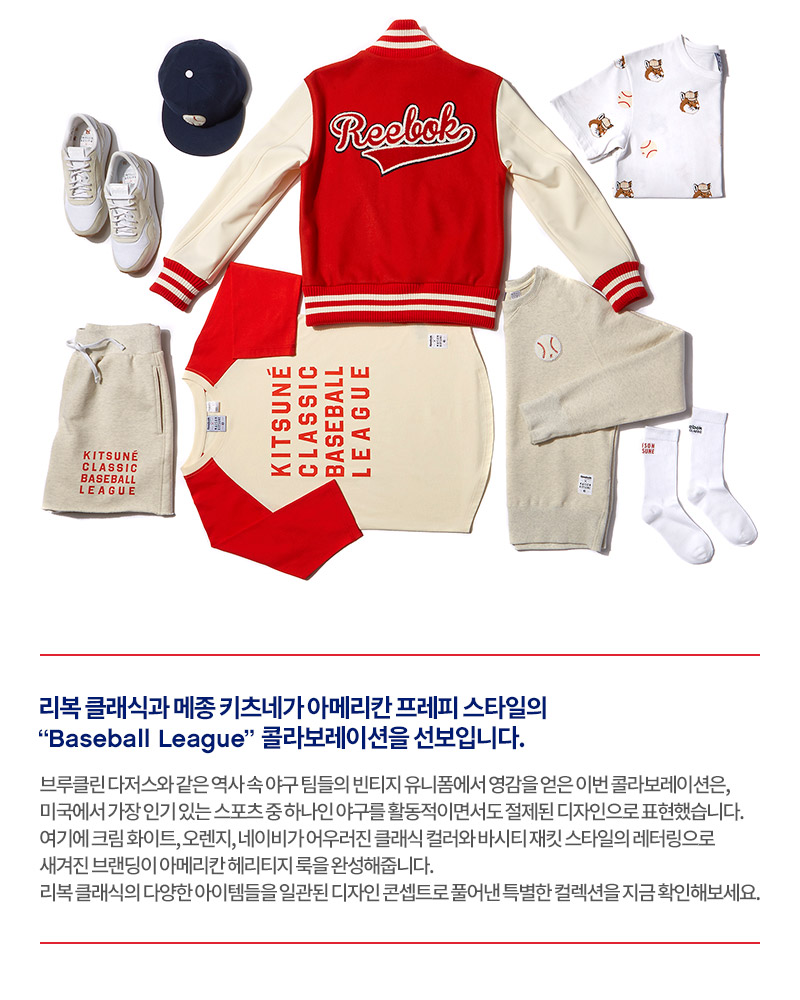 Reebok
KITSUNÉ
CLASSIC
BASEBALL
LEAGUE
KITSUNÉ
CLASSIC
BASEBALL
LEAGUE
리복 클래식과 메종 키츠네가 아메리칸 프레피 스타일의
“Baseball League” 콜라보레이션을 선보입니다.
브루클린 다저스와 같은 역사 속 야구 팀들의 빈티지 유니폼에서 영감을 얻은 이번 콜라보레이션은,
미국에서 가장 인기 있는 스포츠 중 하나인 야구를 활동적이면서도 절제된 디자인으로 표현했습니다.
여기에 크림 화이트, 오렌지, 네이비가 어우러진 클래식 컬러와 바시티 재킷 스타일의 레터링으로
새겨진 브랜딩이 아메리칸 헤리티지 룩을 완성해줍니다.
리복 클래식의 다양한 아이템들을 일관된 디자인 콘셉트로 풀어낸 특별한 컬렉션을 지금 확인해보세요.